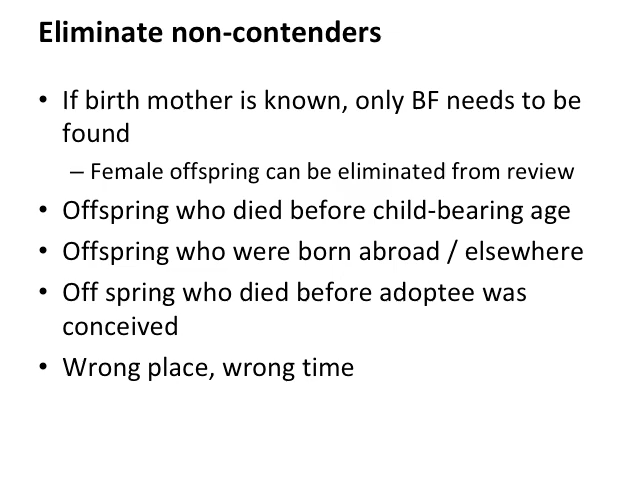 Eliminate non-contenders
• If birth mother is known, only BF needs to be
found
– Female offspring can be eliminated from review
• Offspring who died before child-bearing age
• Offspring who were born abroad / elsewhere
• Off spring who died before adoptee was
conceived
• Wrong place, wrong time